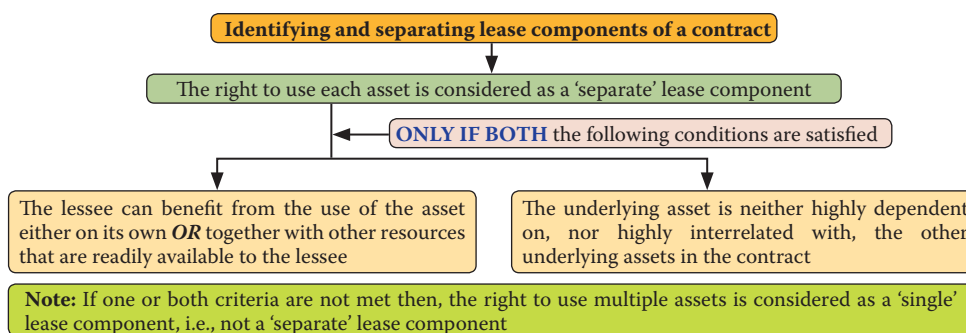 Identifying and separating lease components of a contract
The right to use each asset is considered as a ‘separate’ lease component
ONLY IF BOTH the following conditions are satisfied
The lessee can benefit from the use of the asset
either on its own OR together with other resources
that are readily available to the lessee
The underlying asset is neither highly dependent
on, nor highly interrelated with, the other
underlying assets in the contract
Note: If one or both criteria are not met then, the right to use multiple assets is considered as a ‘single’
lease component, i.e., not a ‘separate’ lease component